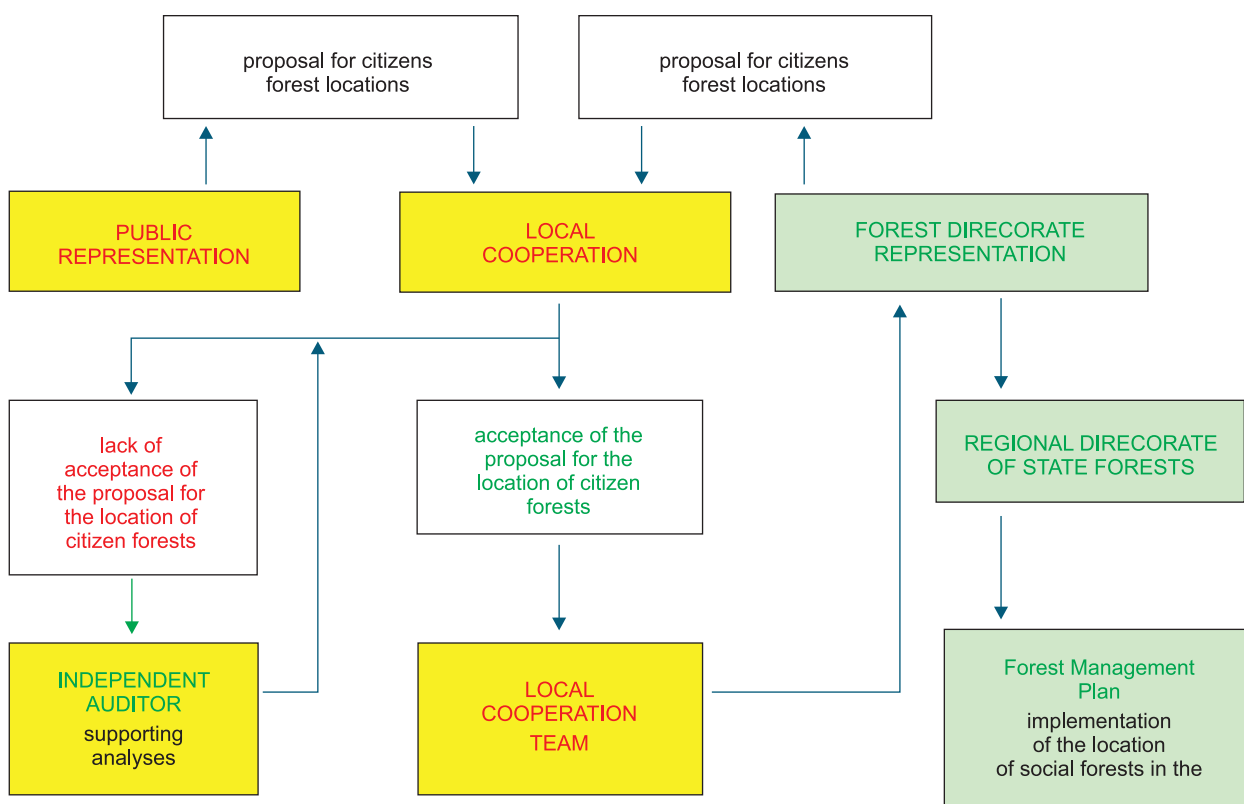 proposal for citizens
forest locations
proposal for citizens
forest locations
PUBLIC
REPRESENTATION
LOCAL
COOPERATION
FOREST DIRECORATE
REPRESENTATION
lack of
acceptance of
the proposal for
the location of
citizen forests
acceptance of the
proposal for the
location of citizen
forests
REGIONAL DIRECORATE
OF STATE FORESTS
INDEPENDENT
AUDITOR
supporting
analyses
LOCAL
COOPERATION
TEAM
Forest Management
Plan
implementation
of the location
of social forests in the